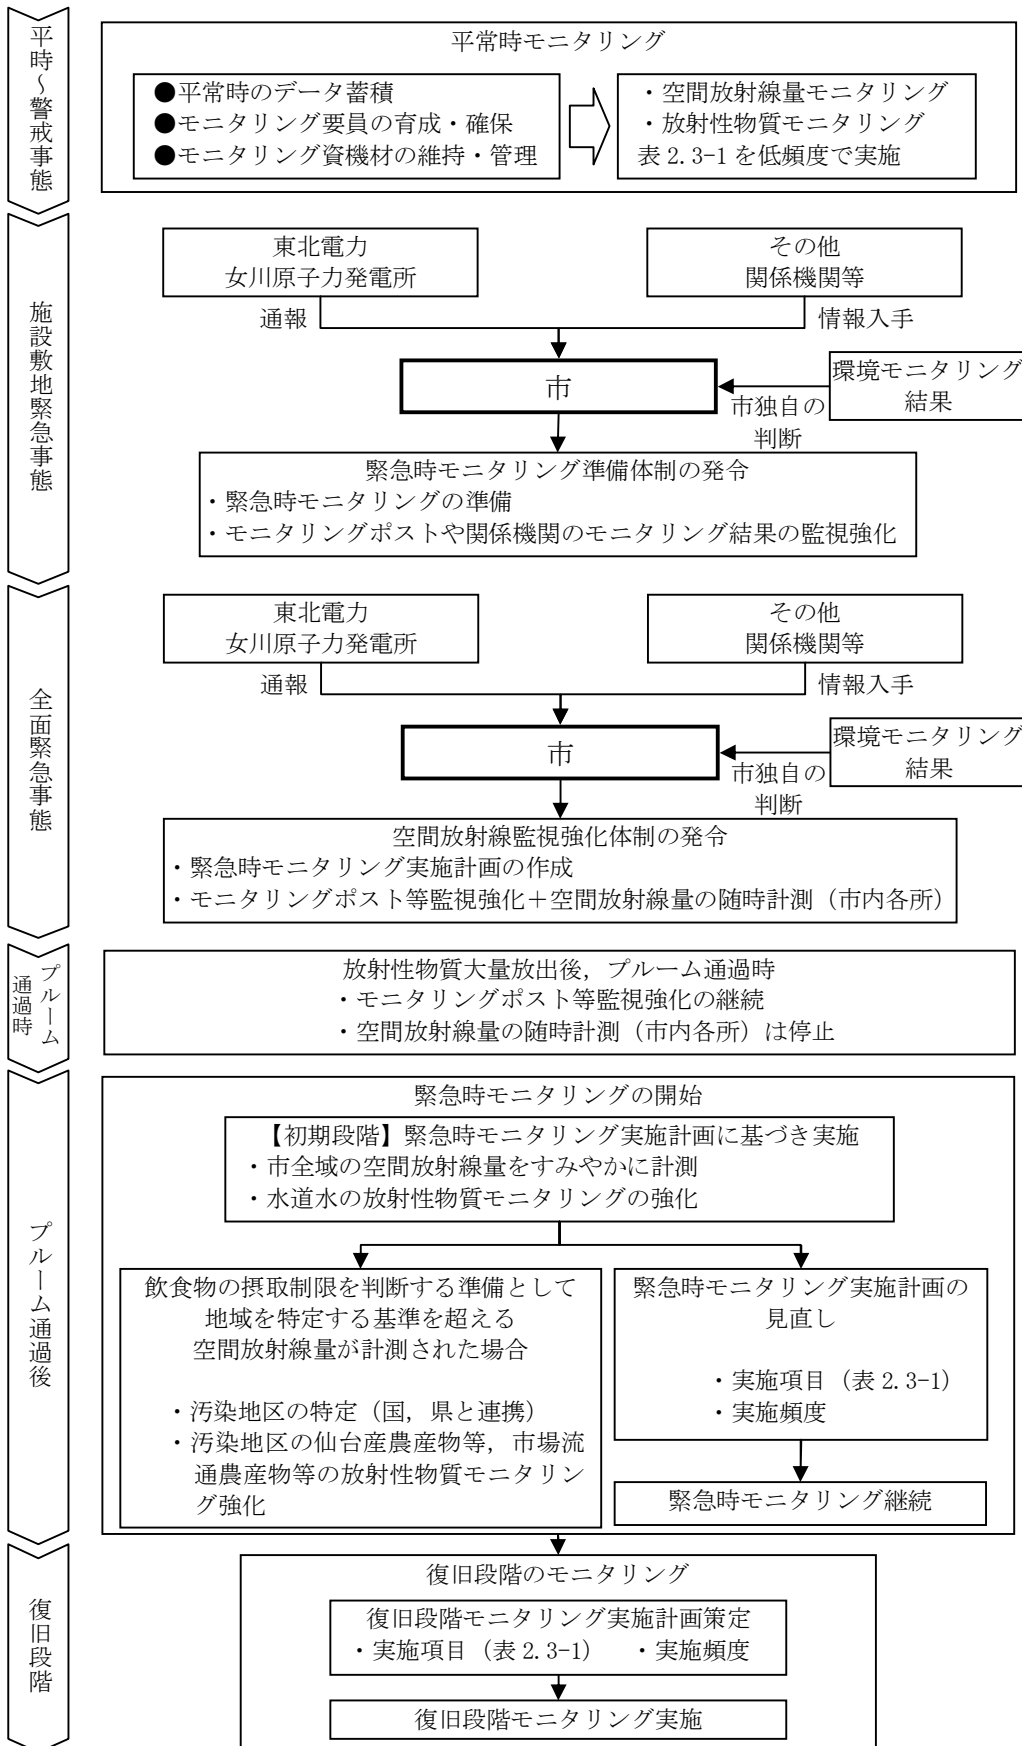 平時～警戒事態
平常時モニタリング
●平常時のデータ蓄積
●モニタリング要員の育成・確保
●モニタリング資機材の維持・管理
・空間放射線量モニタリング
・放射性物質モニタリング
表 2.3-1 を低頻度で実施
施設敷地緊急事態
東北電力
女川原子力発電所
その他
関係機関等
通報
情報入手
市
環境モニタリング
結果
市独自の
判断
緊急時モニタリング準備体制の発令
・緊急時モニタリングの準備
・モニタリングポストや関係機関のモニタリング結果の監視強化
全面緊急事態
東北電力
女川原子力発電所
その他
関係機関等
通報
情報入手
市
環境モニタリング
結果
市独自の
判断
空間放射線監視強化体制の発令
・緊急時モニタリング実施計画の作成
・モニタリングポスト等監視強化＋空間放射線量の随時計測（市内各所）
プルーム
通過時
放射性物質大量放出後，プルーム通過時
・モニタリングポスト等監視強化の継続
・空間放射線量の随時計測（市内各所）は停止
プルーム通過後
緊急時モニタリングの開始
【初期段階】緊急時モニタリング実施計画に基づき実施
・市全域の空間放射線量をすみやかに計測
・水道水の放射性物質モニタリングの強化
飲食物の摂取制限を判断する準備として
地域を特定する基準を超える
空間放射線量が計測された場合
・汚染地区の特定（国，県と連携）
・汚染地区の仙台産農産物等，市場流
通農産物等の放射性物質モニタリン
グ強化
緊急時モニタリング実施計画の
見直し
・実施項目（表 2.3-1）
・実施頻度
緊急時モニタリング継続
復旧段階
復旧段階のモニタリング
復旧段階モニタリング実施計画策定
・実施項目（表 2.3-1）　・実施頻度
復旧段階モニタリング実施